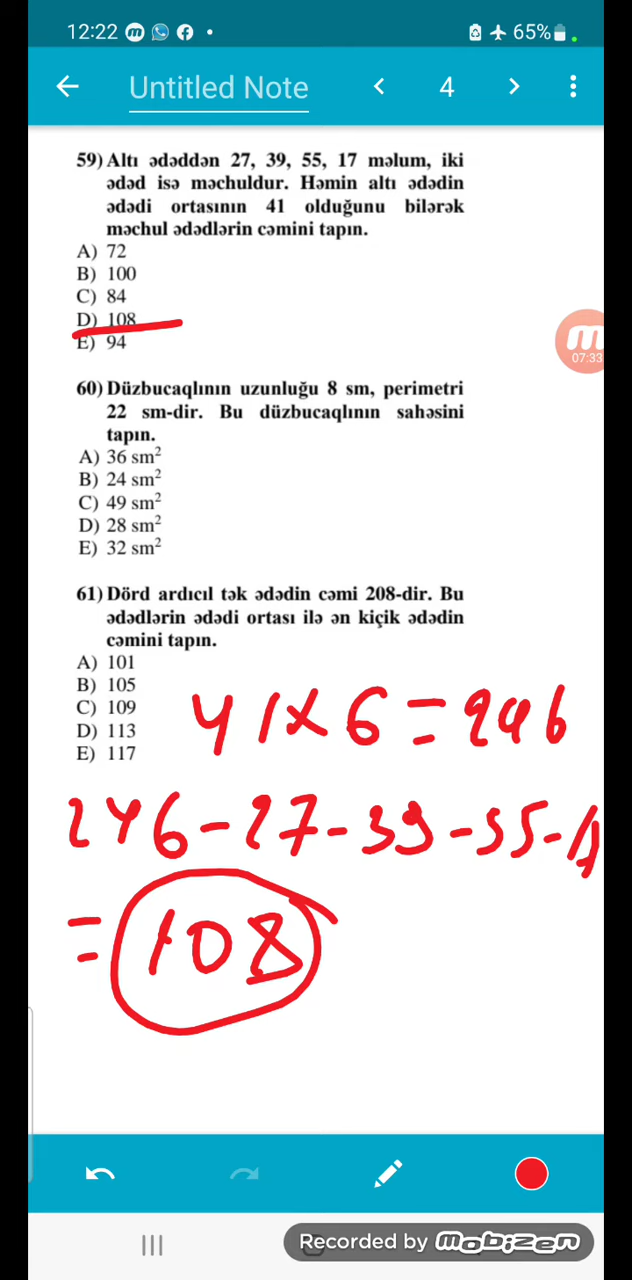 12:22
65%
Untitled Note
< 4 >
59) Altı ədəddən 27, 39, 55, 17 məlum, iki
ədəd isə məchuldur. Həmin altı ədədin
ədədi ortasının 41 olduğunu bilərək
məchul ədədlərin cəmini tapın.
A) 72
B) 100
C) 84
D) 108
E) 94
07:33
60) Düzbucaqlının uzunluğu 8 sm, perimetri
22 sm-dir. Bu düzbucaqlının sahəsini
tapın.
A) 36 sm²
B) 24 sm²
C) 49 sm²
D) 28 sm²
E) 32 sm²
61) Dörd ardıcıl tək ədədin cəmi 208-dir. Bu
ədədlərin ədədi ortası ilə ən kiçik ədədin
cəmini tapın.
A) 101
B) 105
C) 109
D) 113
E) 117
41×6=246
246-27-39-55-17
=108
Recorded by mobizen